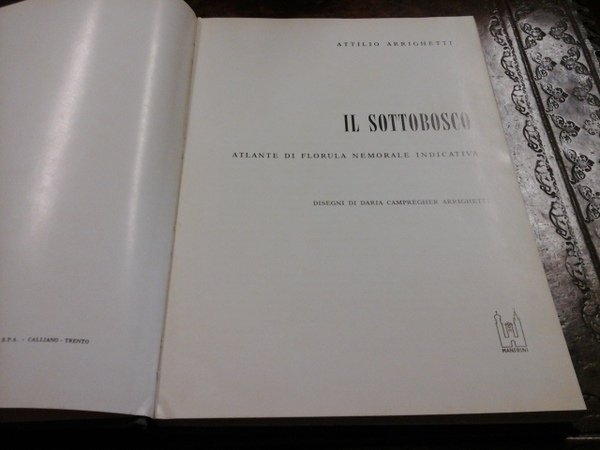 S.P.A. - CALLIANO - TRENTO
ATTILIO ARRIGHETTI
IL SOTTOBOSCO
ATLANTE DI FLORULA NEMORALE INDICATIVA
DISEGNI DI DARIA CAMPREGHER ARRIGHETTI
MANFRINI